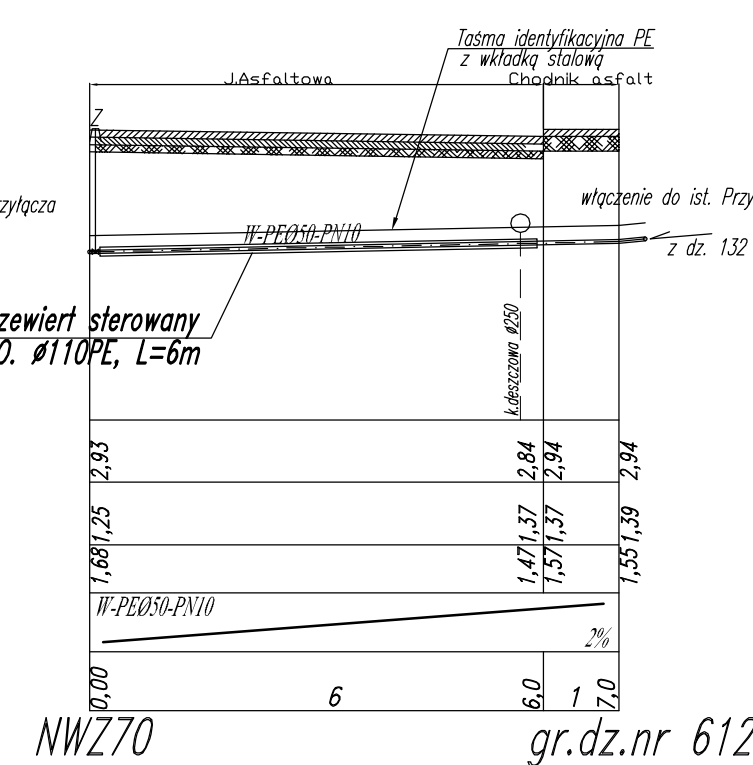 Taśma identyfikacyjna PE
z wkładką stalową
J.Asfaltowa
Chodnik asfalt
Z
zyłącza
włączenie do ist. Przy
W-PEØ50-PN10
z dz. 132
zewiert sterowany
O. ø110PE, L=6m
k.deszczowa ø250
2,93 2,84 2,94 2,94
1,25 1,37 1,37 1,39
1,68 1,47 1,57 1,55
W-PEØ50-PN10
2%
0,00 6 6,0 1 7,0
NWZ70
gr.dz.nr 612